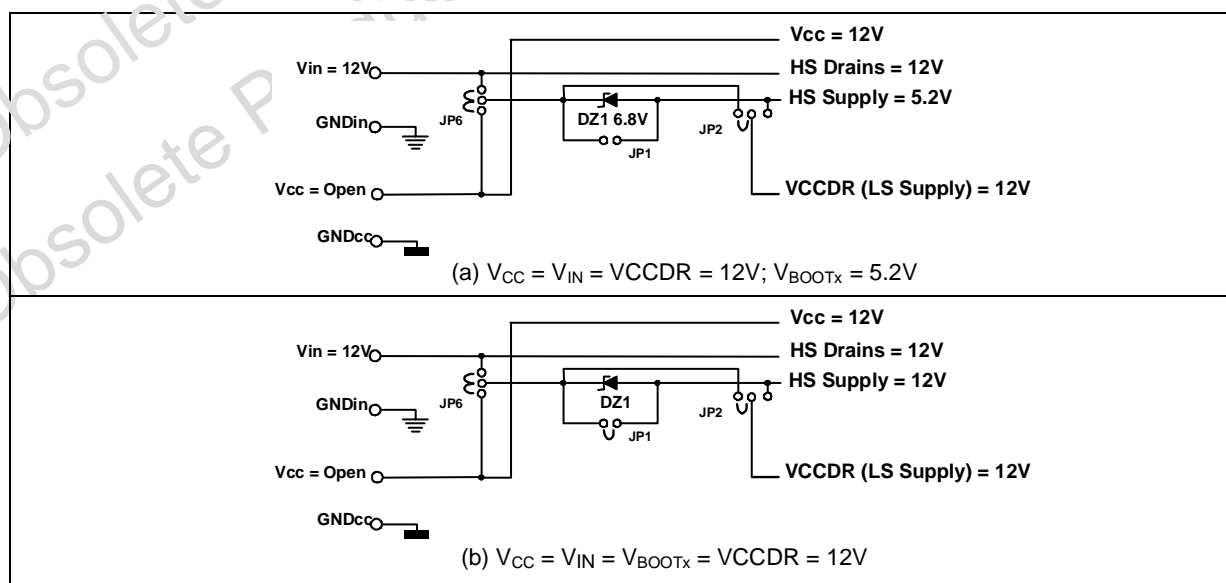 Obsolete P
Obsolete P
Vcc = 12V
Vin = 12V
HS Drains = 12V
HS Supply = 5.2V
JP6
DZ1 6.8V
JP2
GNDin
JP1
Vcc = Open
VCCDR (LS Supply) = 12V
GNDcc
(a) VCC = VIN = VCCDR = 12V; VBOOTx = 5.2V
Vcc = 12V
Vin = 12V
HS Drains = 12V
HS Supply = 12V
JP6
DZ1
JP2
GNDin
JP1
Vcc = Open
VCCDR (LS Supply) = 12V
GNDcc
(b) VCC = VIN = VBOOTx = VCCDR = 12V